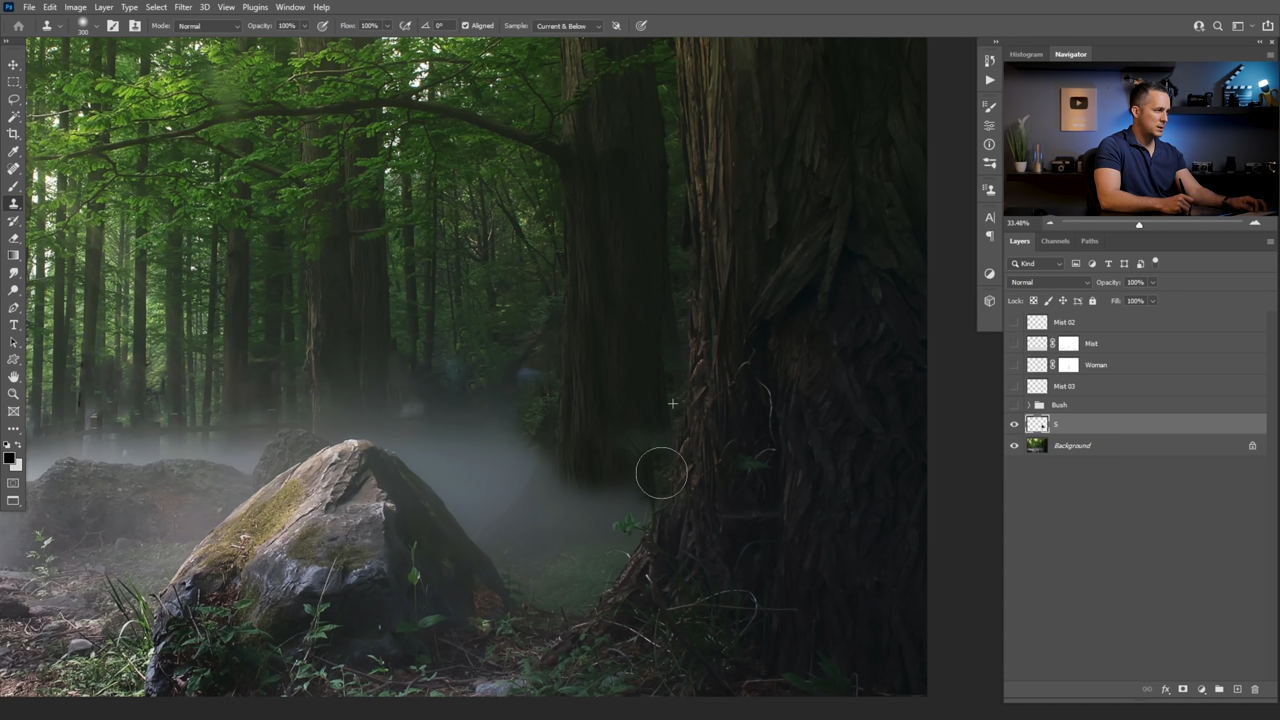 Ps File Edit Image Layer Type Select Filter 3D View Plugins Window Help
300 Mode: Normal Opacity: 100% Flow: 100% 0° Aligned Sample: Current & Below
Histogram Navigator
33.48%
Layers Channels Paths
Kind
Normal Opacity: 100%
Lock: Fill: 100%
Mist 02
Mist
Woman
Mist 03
Bush
S
Background